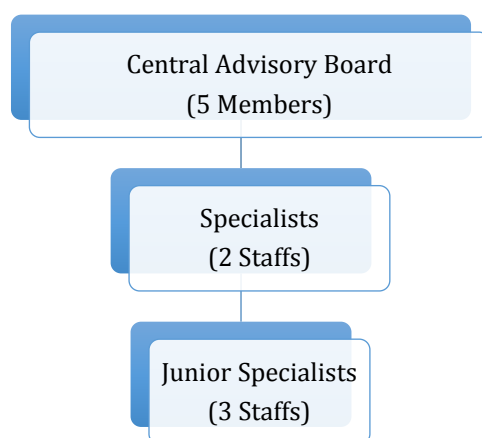 Central Advisory Board
(5 Members)
Specialists
(2 Staffs)
Junior Specialists
(3 Staffs)